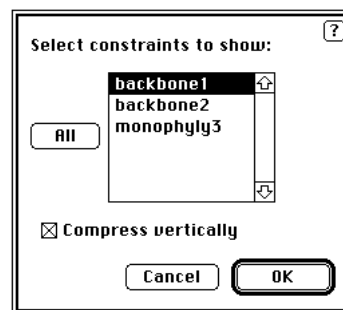 ?
Select constraints to show:
backbone1
backbone2
monophyly3
All
Compress vertically
Cancel
OK